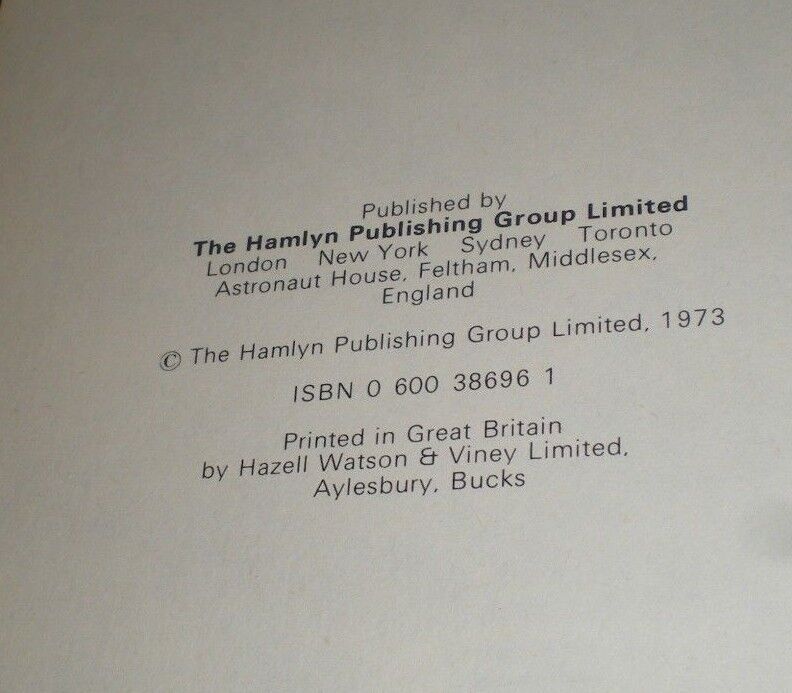 Published by
The Hamlyn Publishing Group Limited
London New York Sydney Toronto
Astronaut House, Feltham, Middlesex,
England
© The Hamlyn Publishing Group Limited, 1973
ISBN 0 600 38696 1
Printed in Great Britain
by Hazell Watson & Viney Limited,
Aylesbury, Bucks